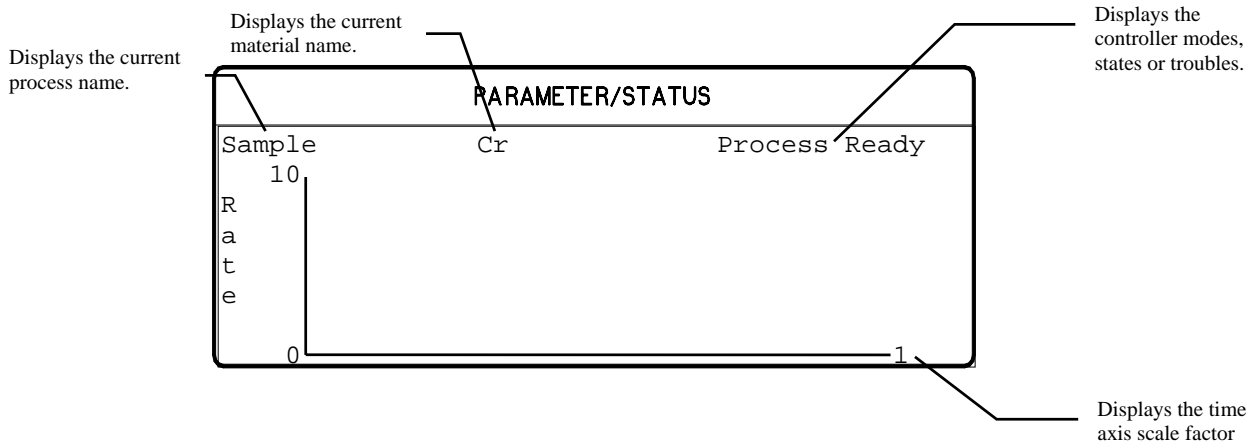 Displays the current
process name.
Displays the current
material name.
Displays the
controller modes,
states or troubles.
PARAMETER/STATUS
Sample Cr Process Ready
10
R
a
t
e
0 1
Displays the time
axis scale factor